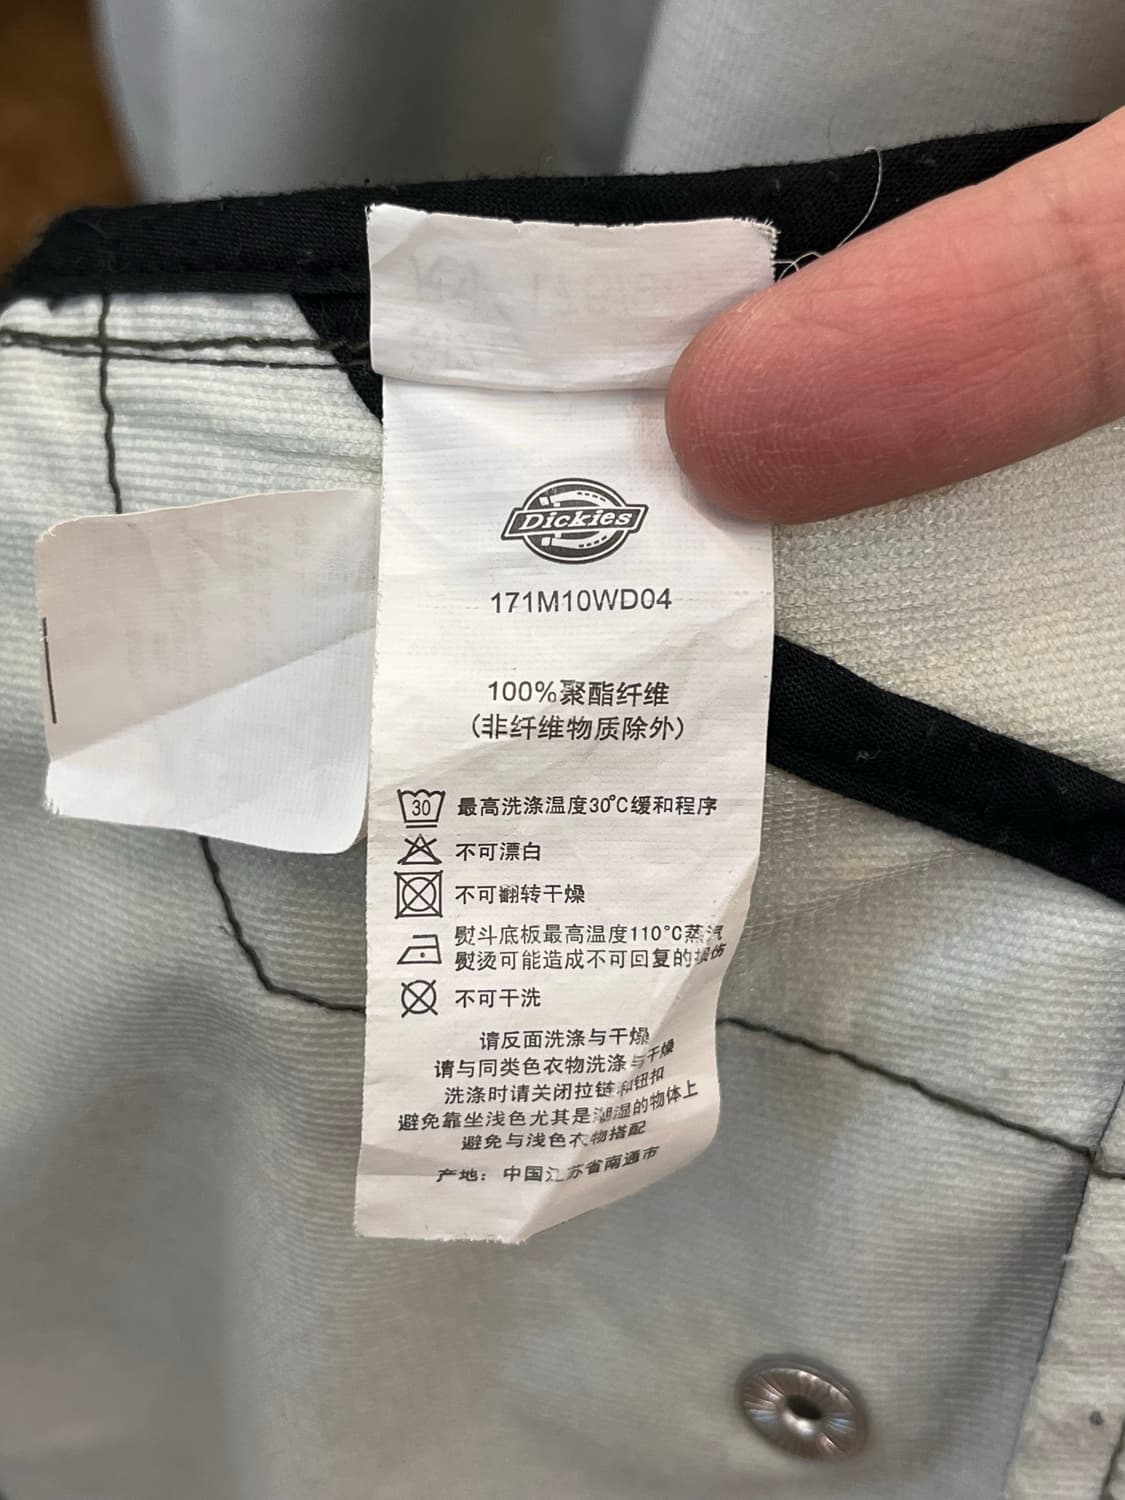 Dickies
171M10WD04
100%聚酯纤维
(非纤维物质除外)
30 最高洗涤温度30℃缓和程序
不可漂白
不可翻转干燥
熨斗底板最高温度110℃蒸汽
熨烫可能造成不可回复的损伤
不可干洗
请反面洗涤与干燥
请与同类色衣物洗涤与干燥
洗涤时请关闭拉链和钮扣
避免靠坐浅色尤其是潮湿的物体上
避免与浅色衣物搭配
产地：中国江苏省南通市